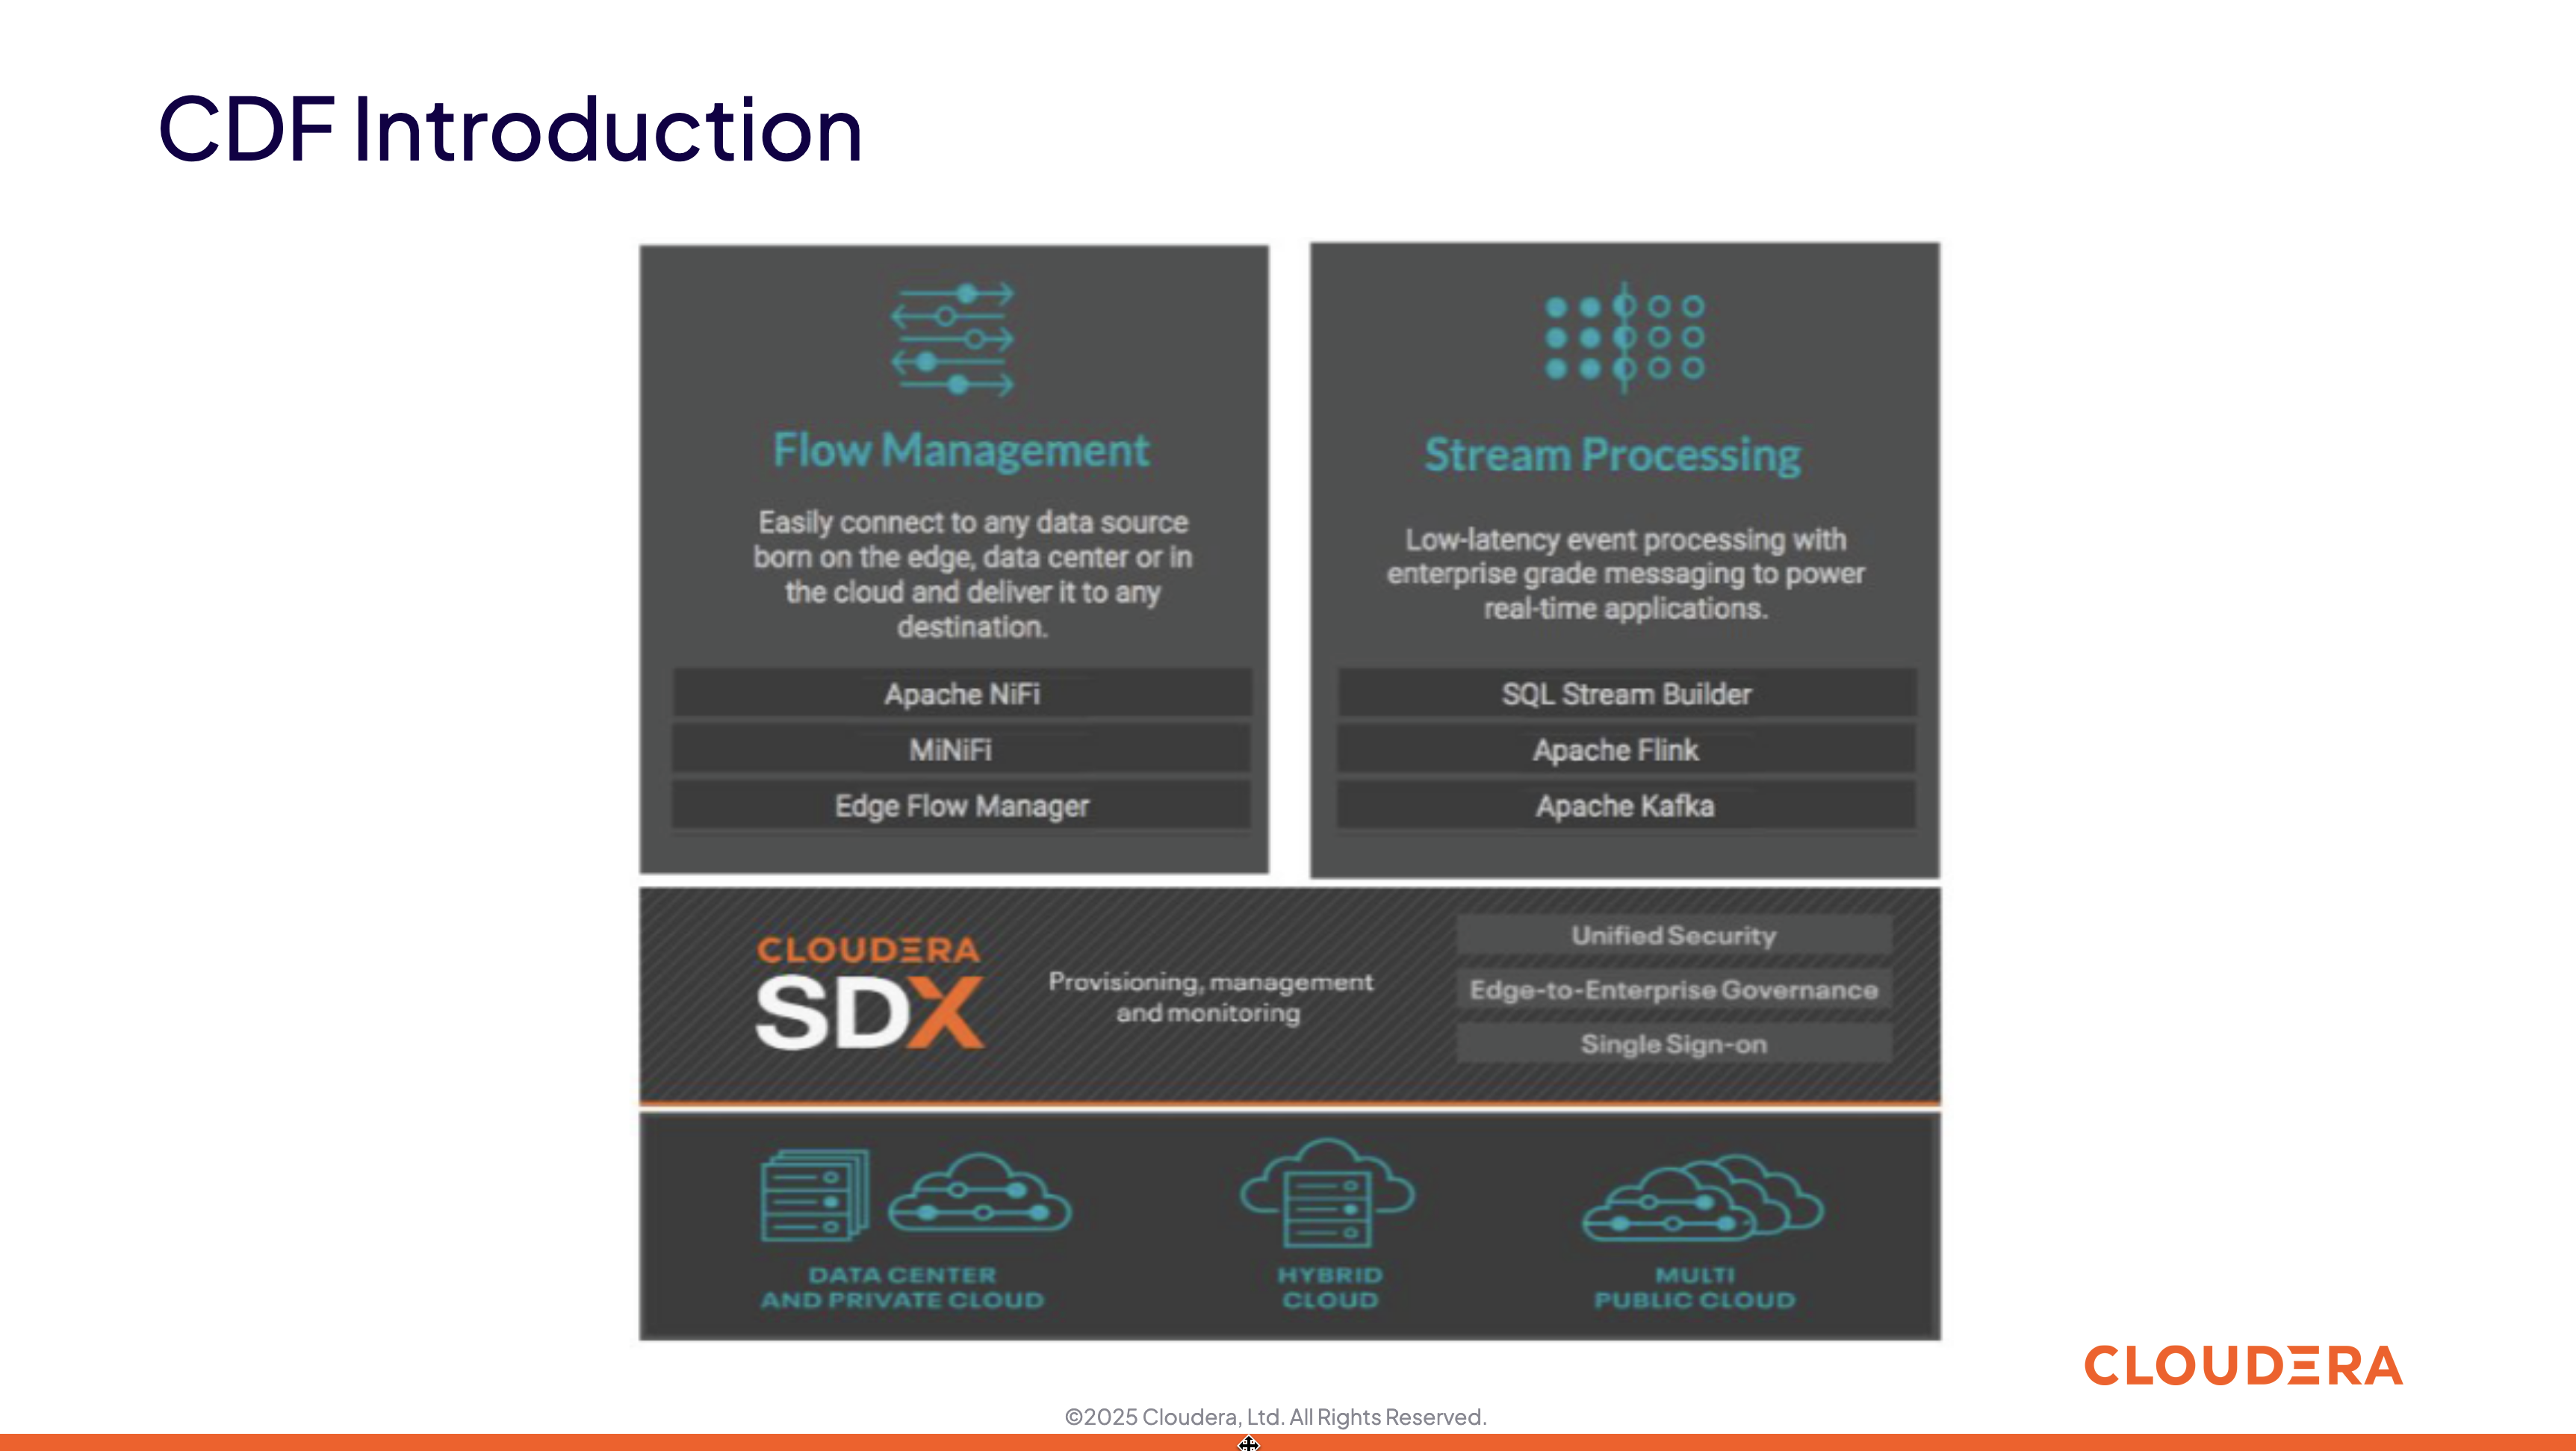 CDF Introduction
Flow Management
Easily connect to any data source
born on the edge, data center or in
the cloud and deliver it to any
destination.
Apache NiFi
MiNiFi
Edge Flow Manager
Stream Processing
Low-latency event processing with
enterprise grade messaging to power
real-time applications.
SQL Stream Builder
Apache Flink
Apache Kafka
CLOUDERA
SDX
Provisioning, management
and monitoring
Unified Security
Edge-to-Enterprise Governance
Single Sign-on
DATA CENTER
AND PRIVATE CLOUD
HYBRID
CLOUD
MULTI
PUBLIC CLOUD
CLOUDERA
©2025 Cloudera, Ltd. All Rights Reserved.